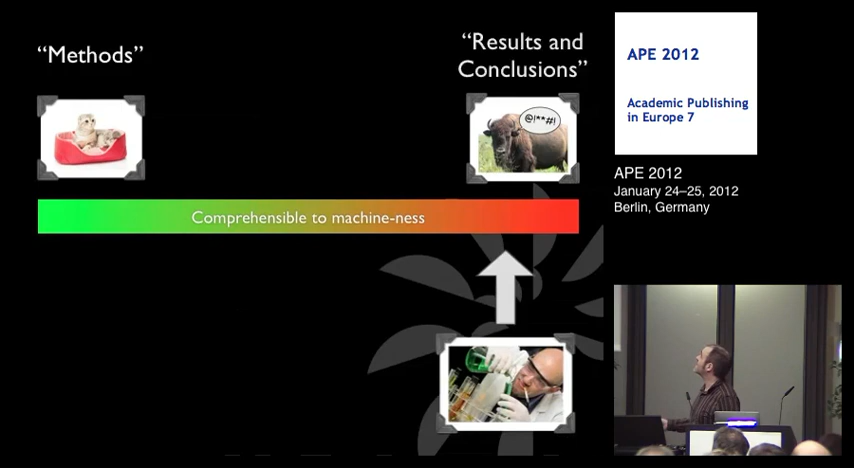 “Methods”
“Results and
Conclusions”
@!**#!
Comprehensible to machine-ness
APE 2012
Academic Publishing
in Europe 7
APE 2012
January 24–25, 2012
Berlin, Germany